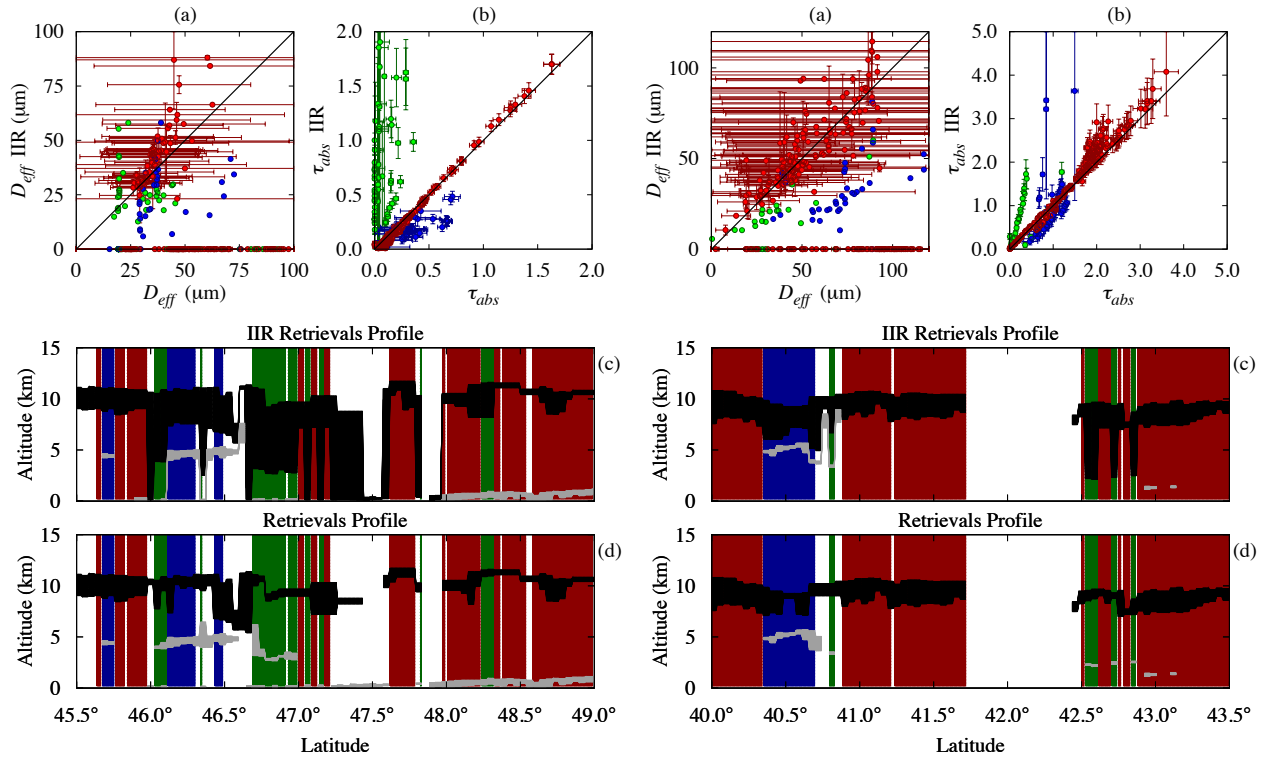 (a)
(b)
(a)
(b)
100
75
50
25
0
D_eff IIR (μm)
0
25
50
75
100
D_eff (μm)
2.0
1.5
1.0
0.5
0.0
τ_abs IIR
0.0
0.5
1.0
1.5
2.0
τ_abs
100
50
0
D_eff IIR (μm)
0
50
100
D_eff (μm)
5.0
4.0
3.0
2.0
1.0
0.0
τ_abs IIR
0.0
1.0
2.0
3.0
4.0
5.0
τ_abs
IIR Retrievals Profile
15
10
5
0
Altitude (km)
(c)
Retrievals Profile
15
10
5
0
Altitude (km)
(d)
45.5° 46.0° 46.5° 47.0° 47.5° 48.0° 48.5° 49.0°
Latitude
IIR Retrievals Profile
15
10
5
0
Altitude (km)
(c)
Retrievals Profile
15
10
5
0
Altitude (km)
(d)
40.0° 40.5° 41.0° 41.5° 42.0° 42.5° 43.0° 43.5°
Latitude